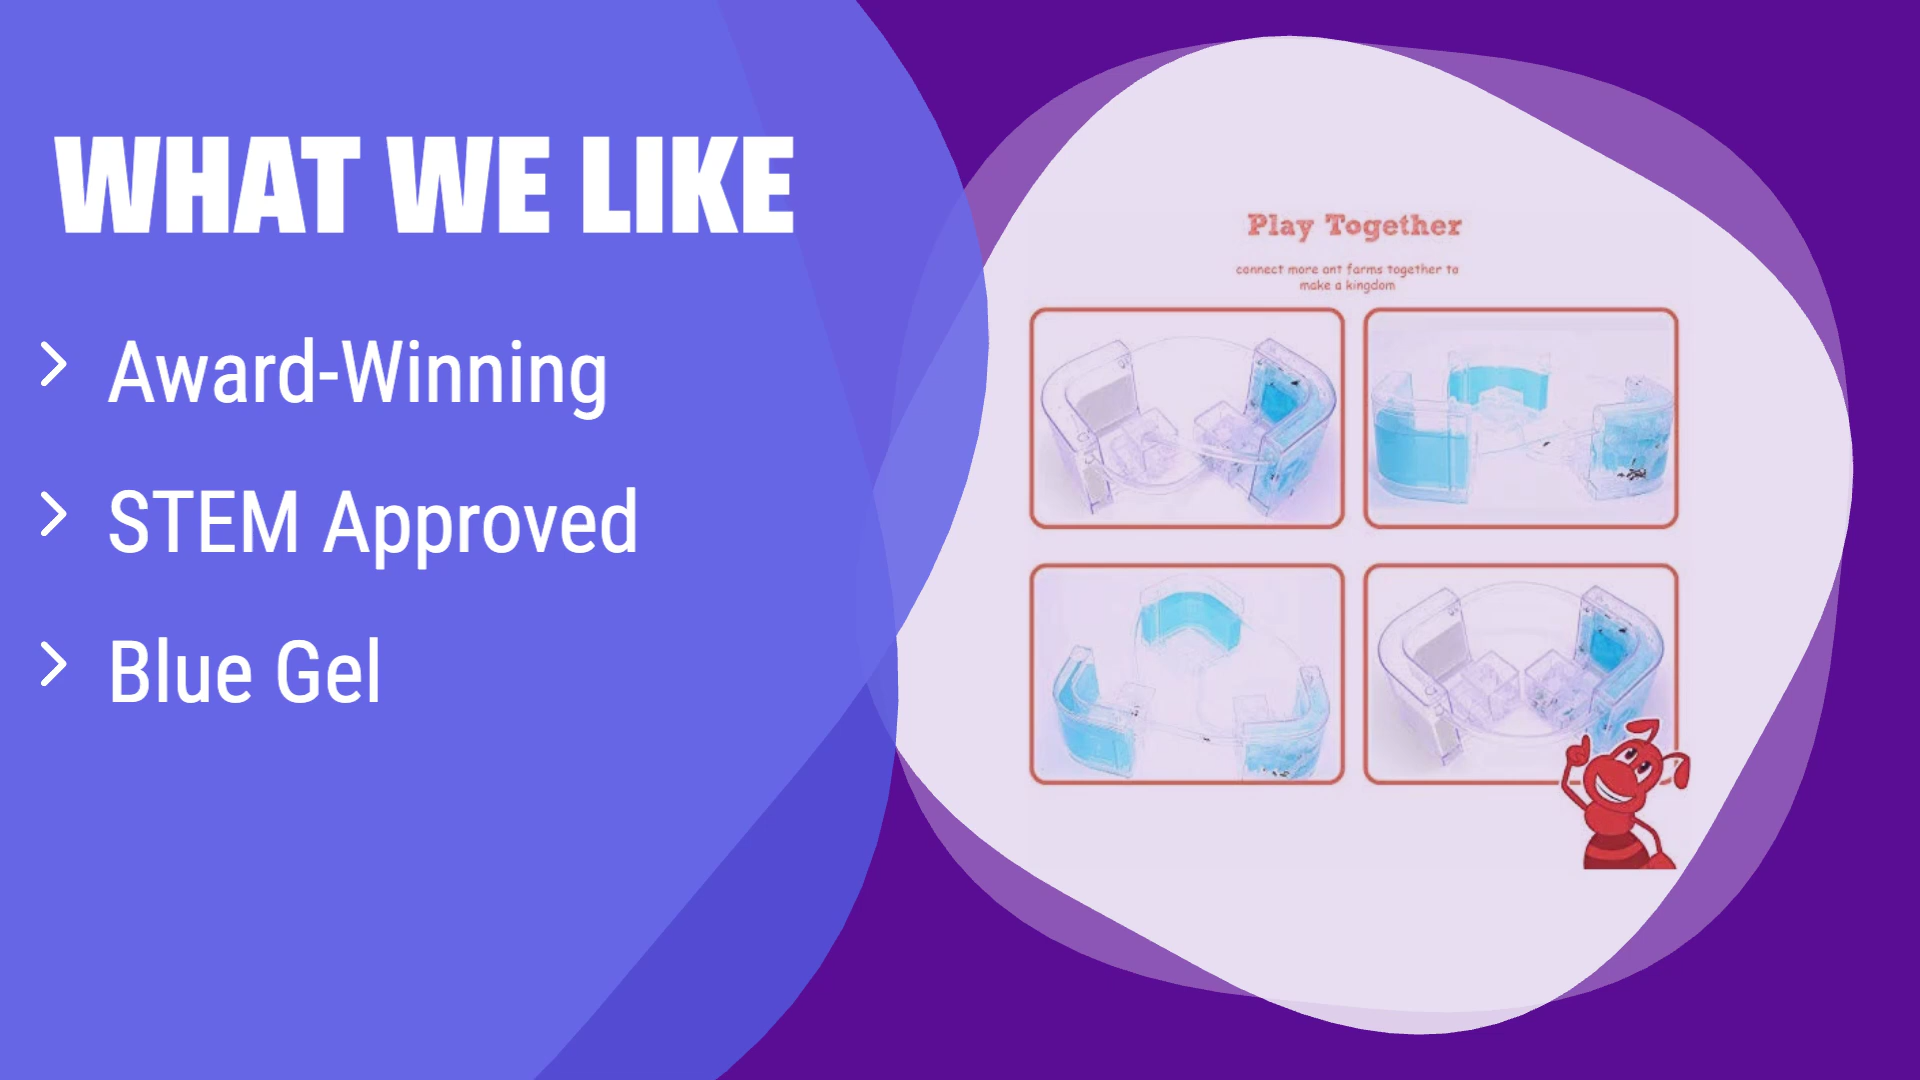 WHAT WE LIKE
Award-Winning
STEM Approved
Blue Gel
Play Together
connect more ant farms together to
make a kingdom